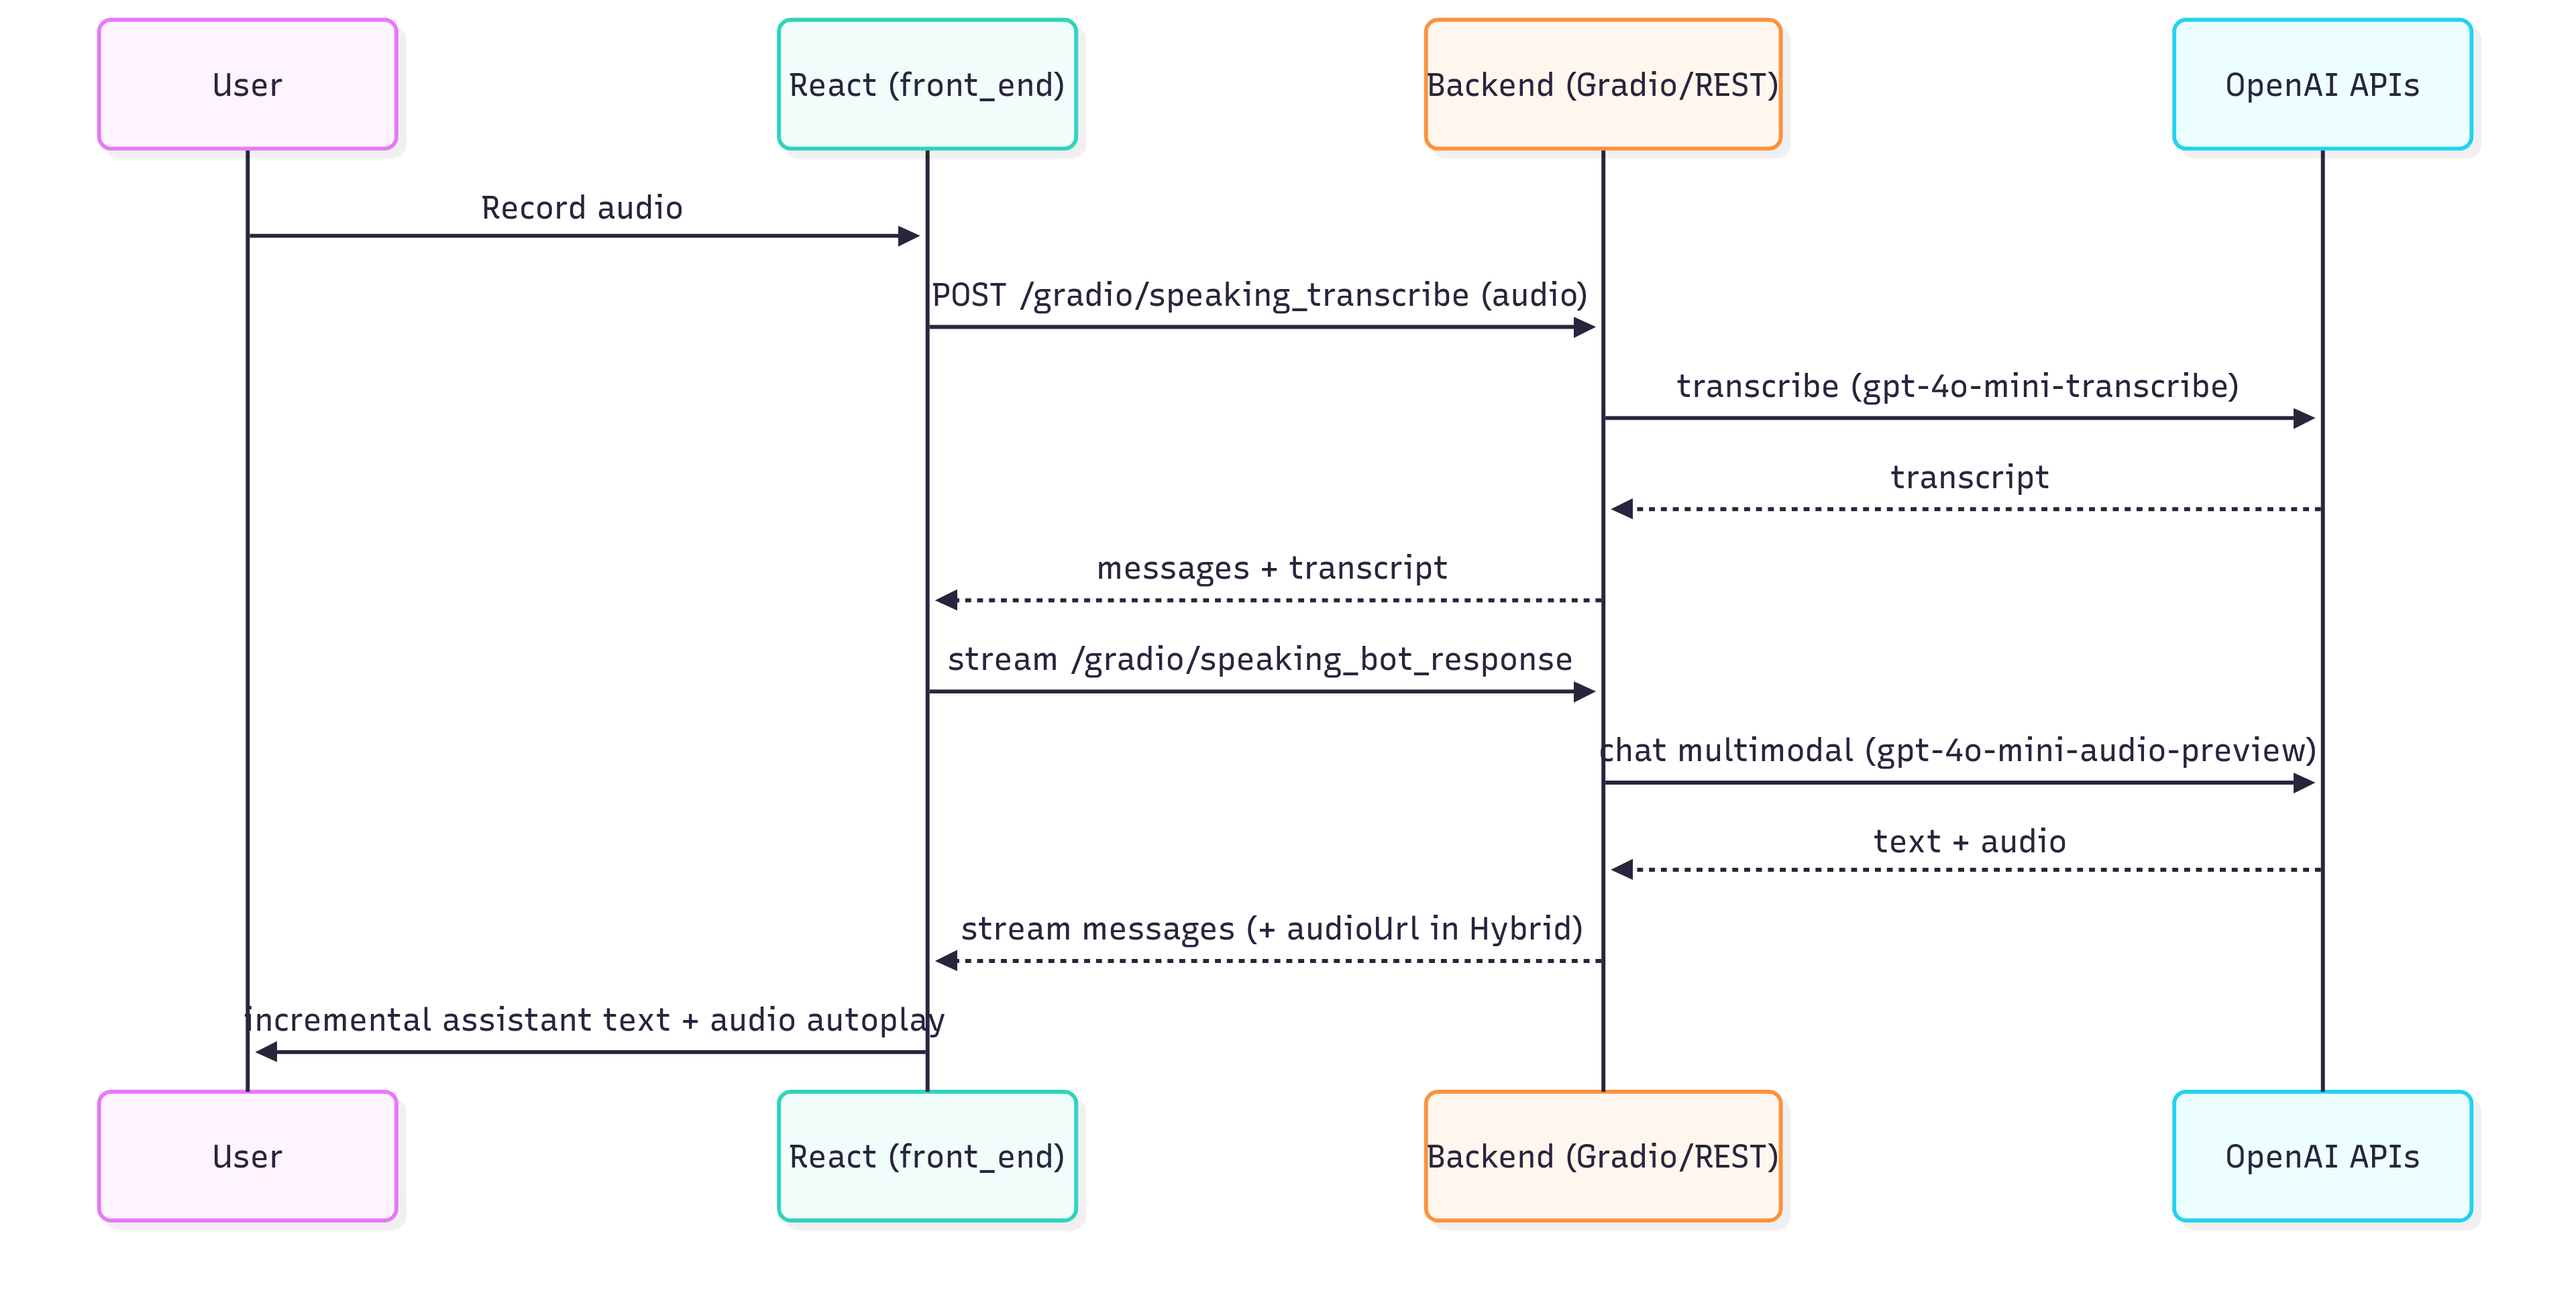 User
React (front_end)
Backend (Gradio/REST)
OpenAI APIs
Record audio
POST /gradio/speaking_transcribe (audio)
transcribe (gpt-4o-mini-transcribe)
transcript
messages + transcript
stream /gradio/speaking_bot_response
chat multimodal (gpt-4o-mini-audio-preview)
text + audio
stream messages (+ audioUrl in Hybrid)
incremental assistant text + audio autoplay
User
React (front_end)
Backend (Gradio/REST)
OpenAI APIs